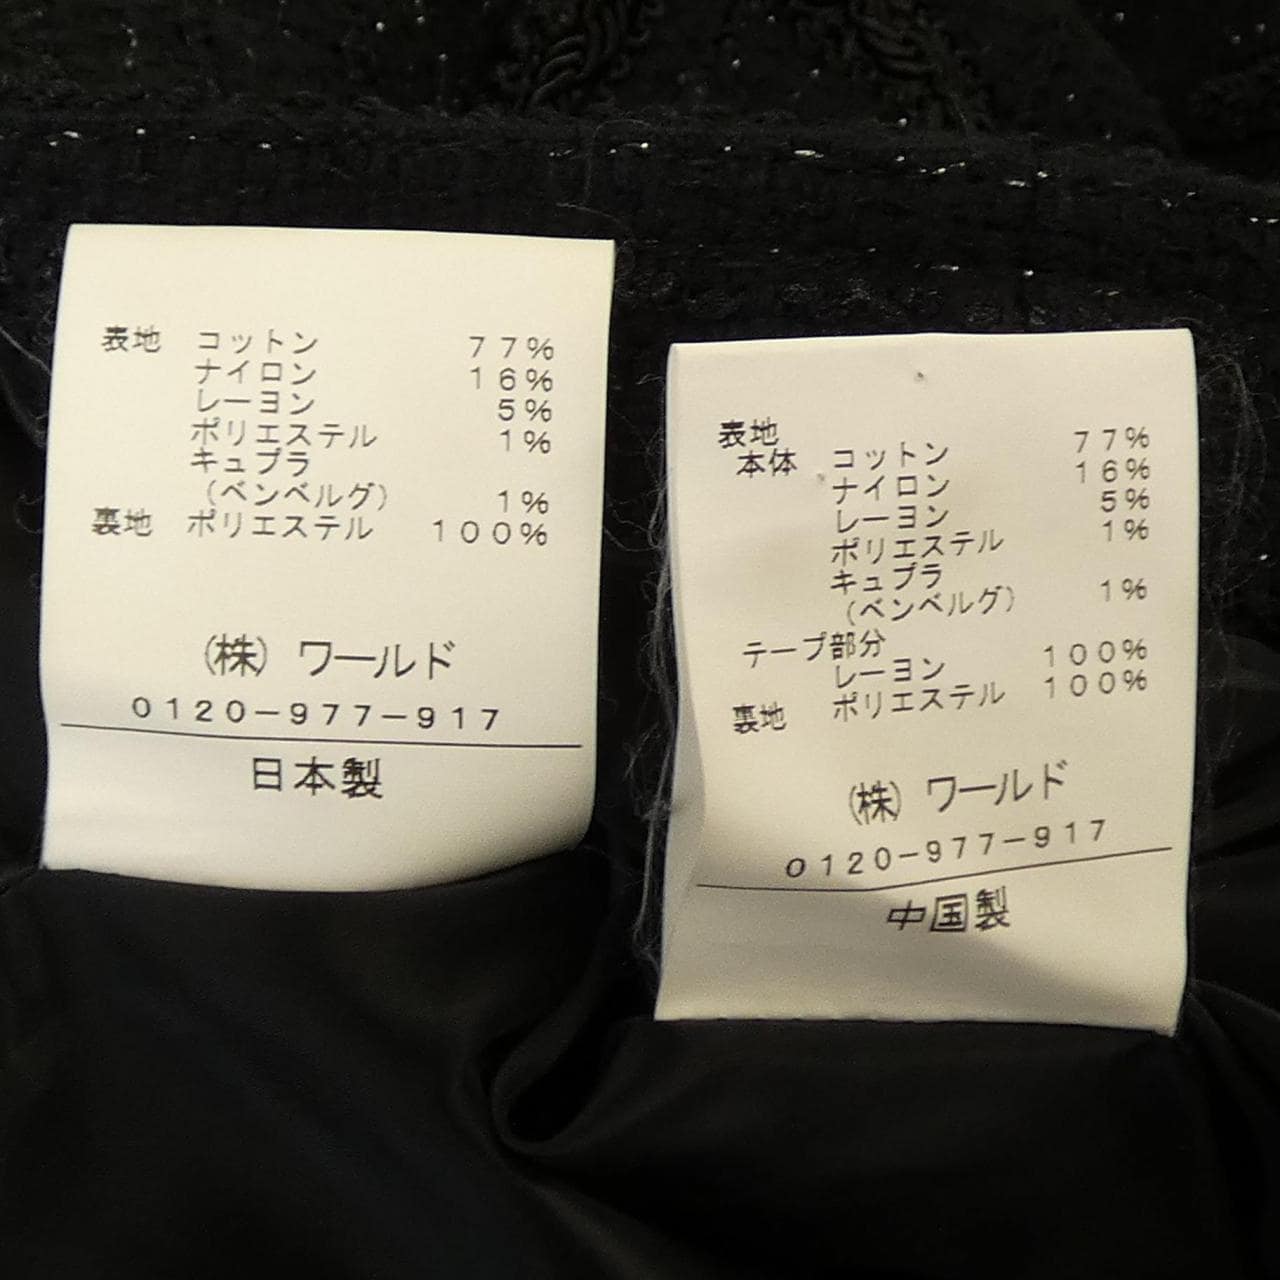 表地 コットン 77%
ナイロン 16%
レーヨン 5%
ポリエステル 1%
キュプラ
(ベンベルグ) 1%
裏地 ポリエステル 100%
(株) ワールド
0120-977-917
日本製
表地
本体 コットン 77%
ナイロン 16%
レーヨン 5%
ポリエステル 1%
キュプラ
(ベンベルグ) 1%
テープ部分
レーヨン 100%
裏地 ポリエステル 100%
(株) ワールド
0120-977-917
中国製